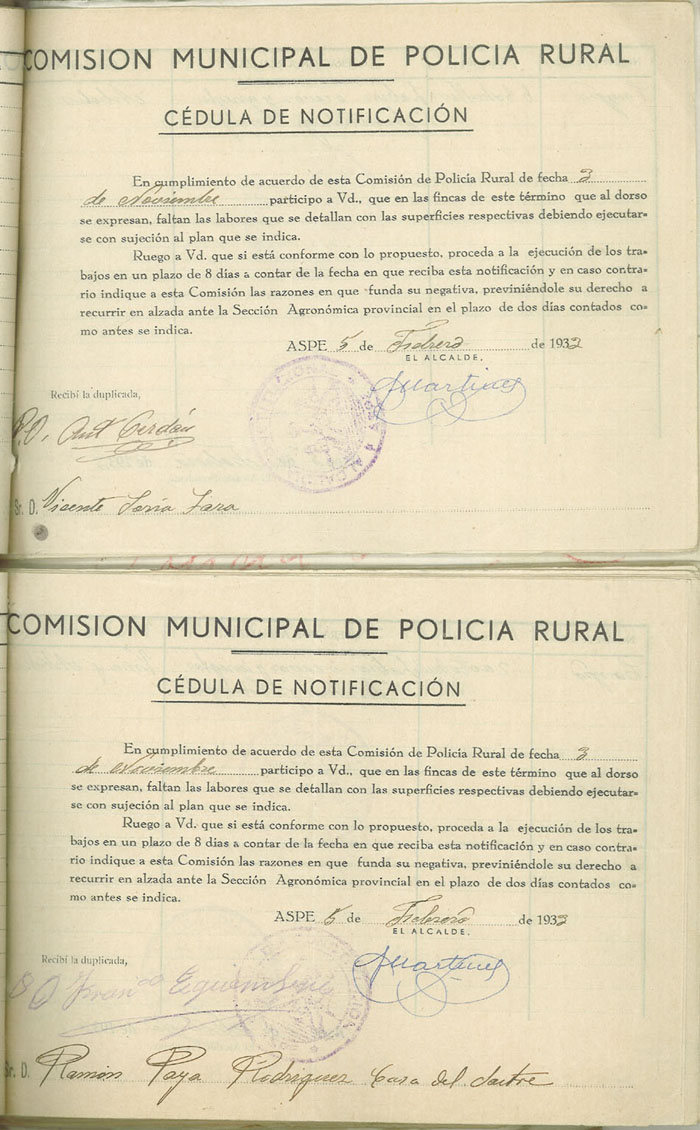 COMISION MUNICIPAL DE POLICIA RURAL
CÉDULA DE NOTIFICACIÓN
En cumplimiento de acuerdo de esta Comisión de Policía Rural de fecha 3
de Noviembre participo a Vd., que en las fincas de este término que al dorso
se expresan, faltan las labores que se detallan con las superficies respectivas debiendo ejecutar=
se con sujeción al plan que se indica.
Ruego a Vd. que si está conforme con lo propuesto, proceda a la ejecución de los tra=
bajos en un plazo de 8 días a contar de la fecha en que reciba esta notificación y en caso contra=
rio indique a esta Comisión las razones en que funda su negativa, previniéndole su derecho a
recurrir en alzada ante la Sección Agronómica provincial en el plazo de dos días contados co=
mo antes se indica.
ASPE 5 de Febrero de 1933
EL ALCALDE,
Martinez
Recibí la duplicada,
P.O. Ant Cerdán
Sr. D. Vicente Soria
COMISION MUNICIPAL DE POLICIA RURAL
CÉDULA DE NOTIFICACIÓN
En cumplimiento de acuerdo de esta Comisión de Policía Rural de fecha 3
de Noviembre participo a Vd., que en las fincas de este término que al dorso
se expresan, faltan las labores que se detallan con las superficies respectivas debiendo ejecutar=
se con sujeción al plan que se indica.
Ruego a Vd. que si está conforme con lo propuesto, proceda a la ejecución de los tra=
bajos en un plazo de 8 días a contar de la fecha en que reciba esta notificación y en caso contra=
rio indique a esta Comisión las razones en que funda su negativa, previniéndole su derecho a
recurrir en alzada ante la Sección Agronómica provincial en el plazo de dos días contados co=
mo antes se indica.
ASPE 5 de Febrero de 1933
EL ALCALDE,
Martinez
Recibí la duplicada,
P O Franco
Sr. D. Ramón Paya Rodriguez Casa del Sastre